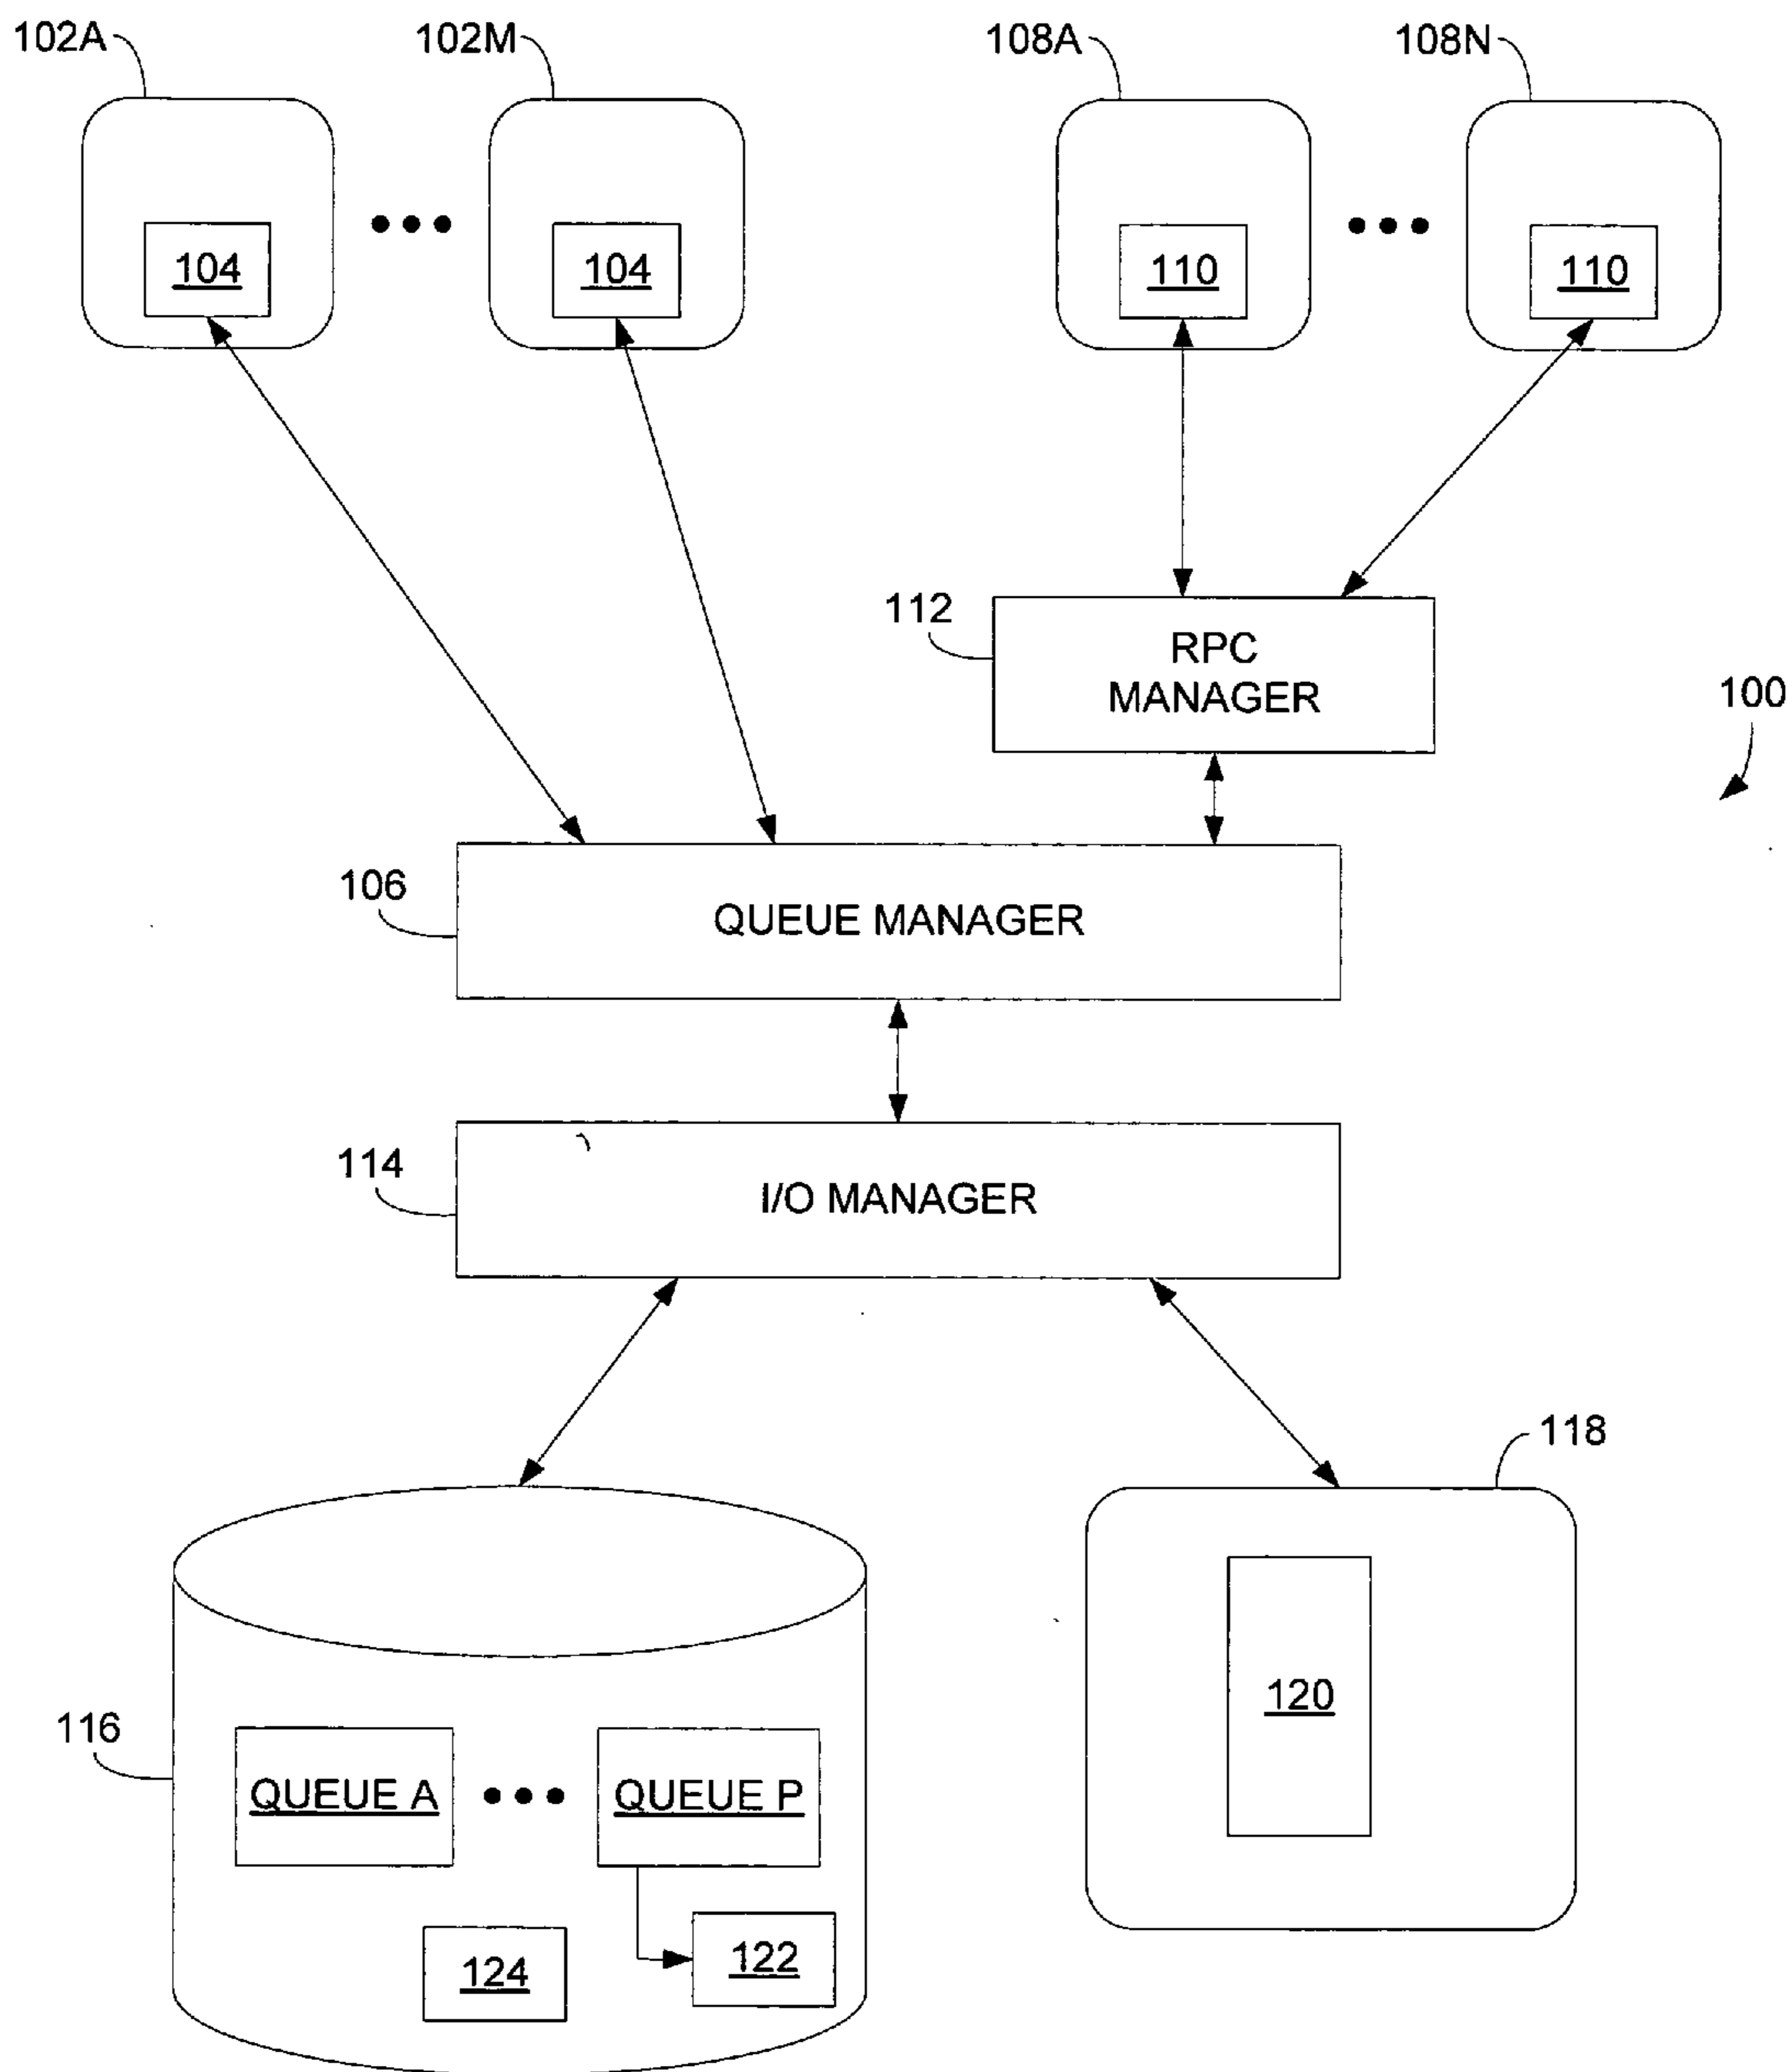 102A
102M
108A
108N
104
104
110
110
112
RPC
MANAGER
100
106
QUEUE MANAGER
114
I/O MANAGER
118
116
QUEUE A
QUEUE P
120
124
122